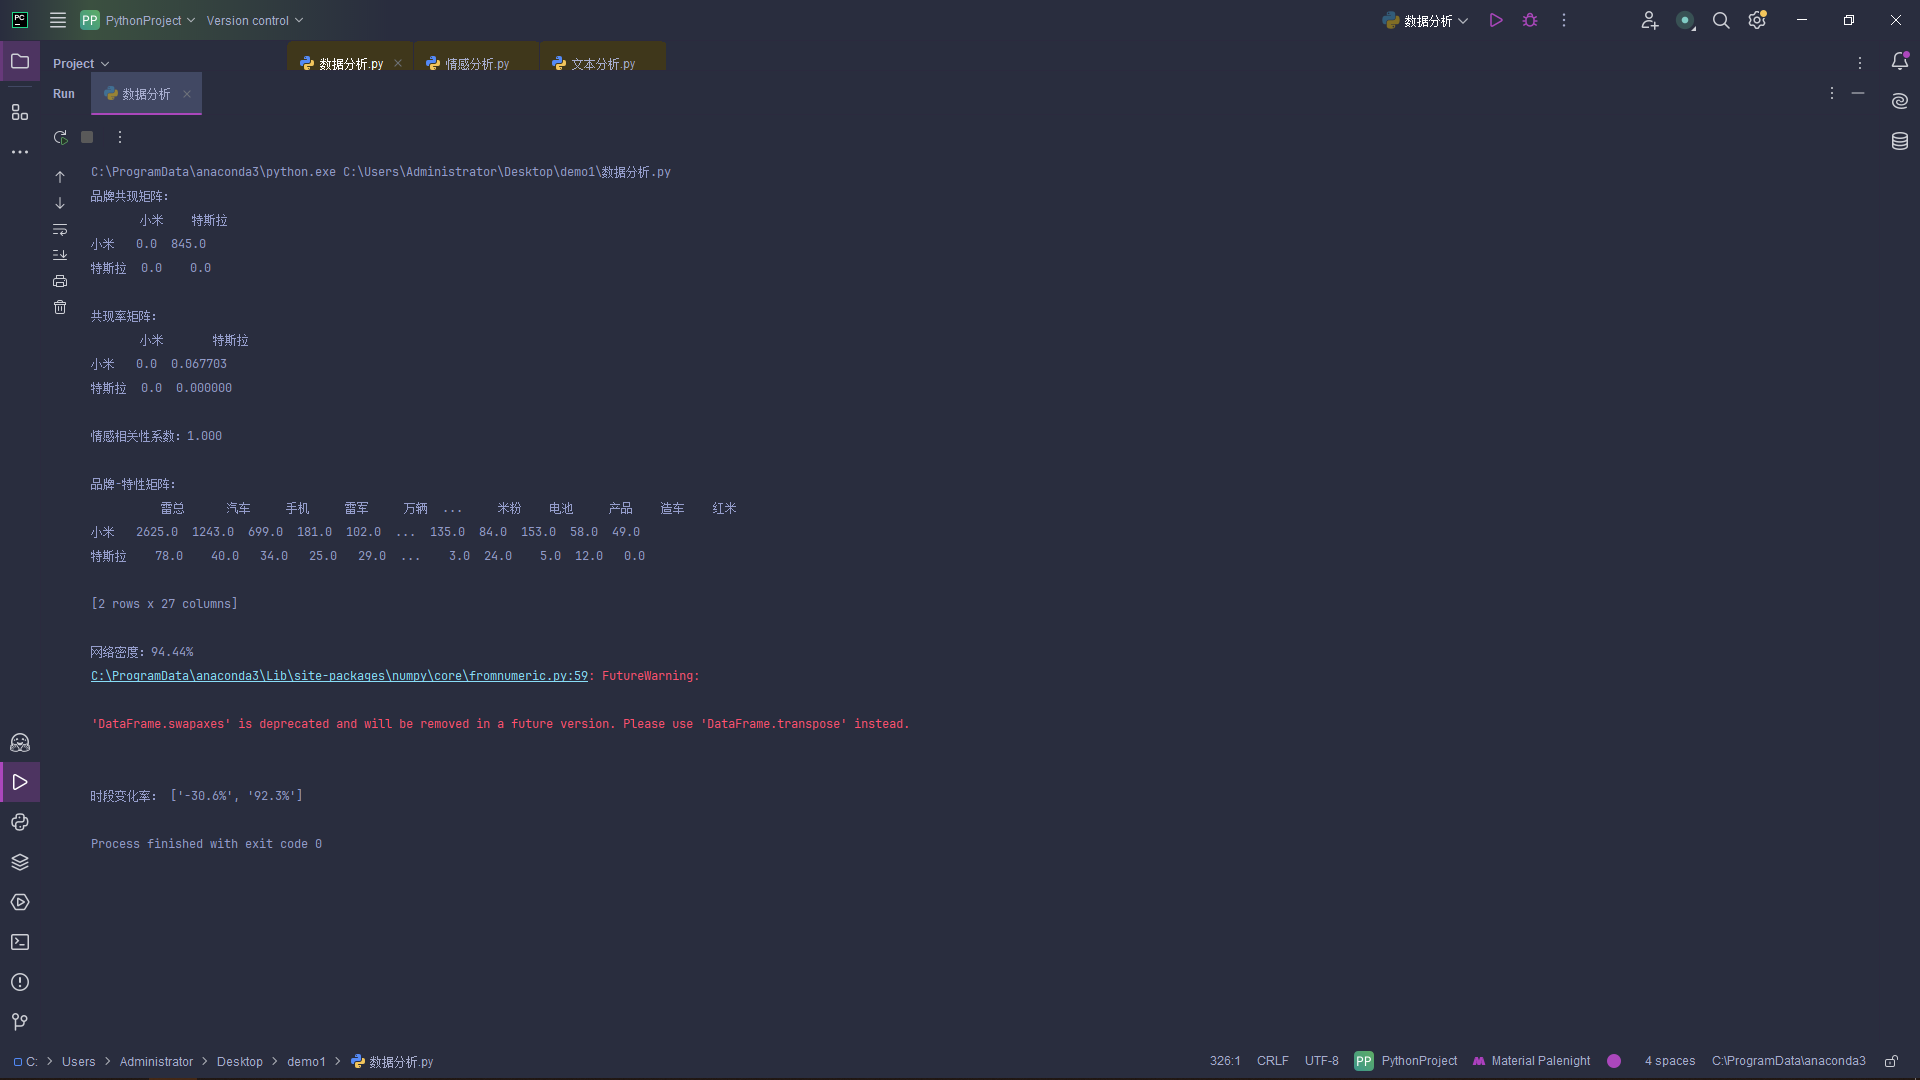 PC
PP PythonProject Version control 数据分析
Project 数据分析.py 情感分析.py 文本分析.py
Run 数据分析
C:\ProgramData\anaconda3\python.exe C:\Users\Administrator\Desktop\demo1\数据分析.py
品牌共现矩阵:
小米 特斯拉
小米 0.0 845.0
特斯拉 0.0 0.0
共现率矩阵:
小米 特斯拉
小米 0.0 0.067703
特斯拉 0.0 0.000000
情感相关性系数: 1.000
品牌-特性矩阵:
雷总 汽车 手机 雷军 万辆 ... 米粉 电池 产品 造车 红米
小米 2625.0 1243.0 699.0 181.0 102.0 ... 135.0 84.0 153.0 58.0 49.0
特斯拉 78.0 40.0 34.0 25.0 29.0 ... 3.0 24.0 5.0 12.0 0.0
[2 rows x 27 columns]
网络密度: 94.44%
C:\ProgramData\anaconda3\Lib\site-packages\numpy\core\fromnumeric.py:59: FutureWarning:
'DataFrame.swapaxes' is deprecated and will be removed in a future version. Please use 'DataFrame.transpose' instead.
时段变化率: ['-30.6%', '92.3%']
Process finished with exit code 0
C: > Users > Administrator > Desktop > demo1 > 数据分析.py 326:1 CRLF UTF-8 PP PythonProject Material Palenight 4 spaces C:\ProgramData\anaconda3